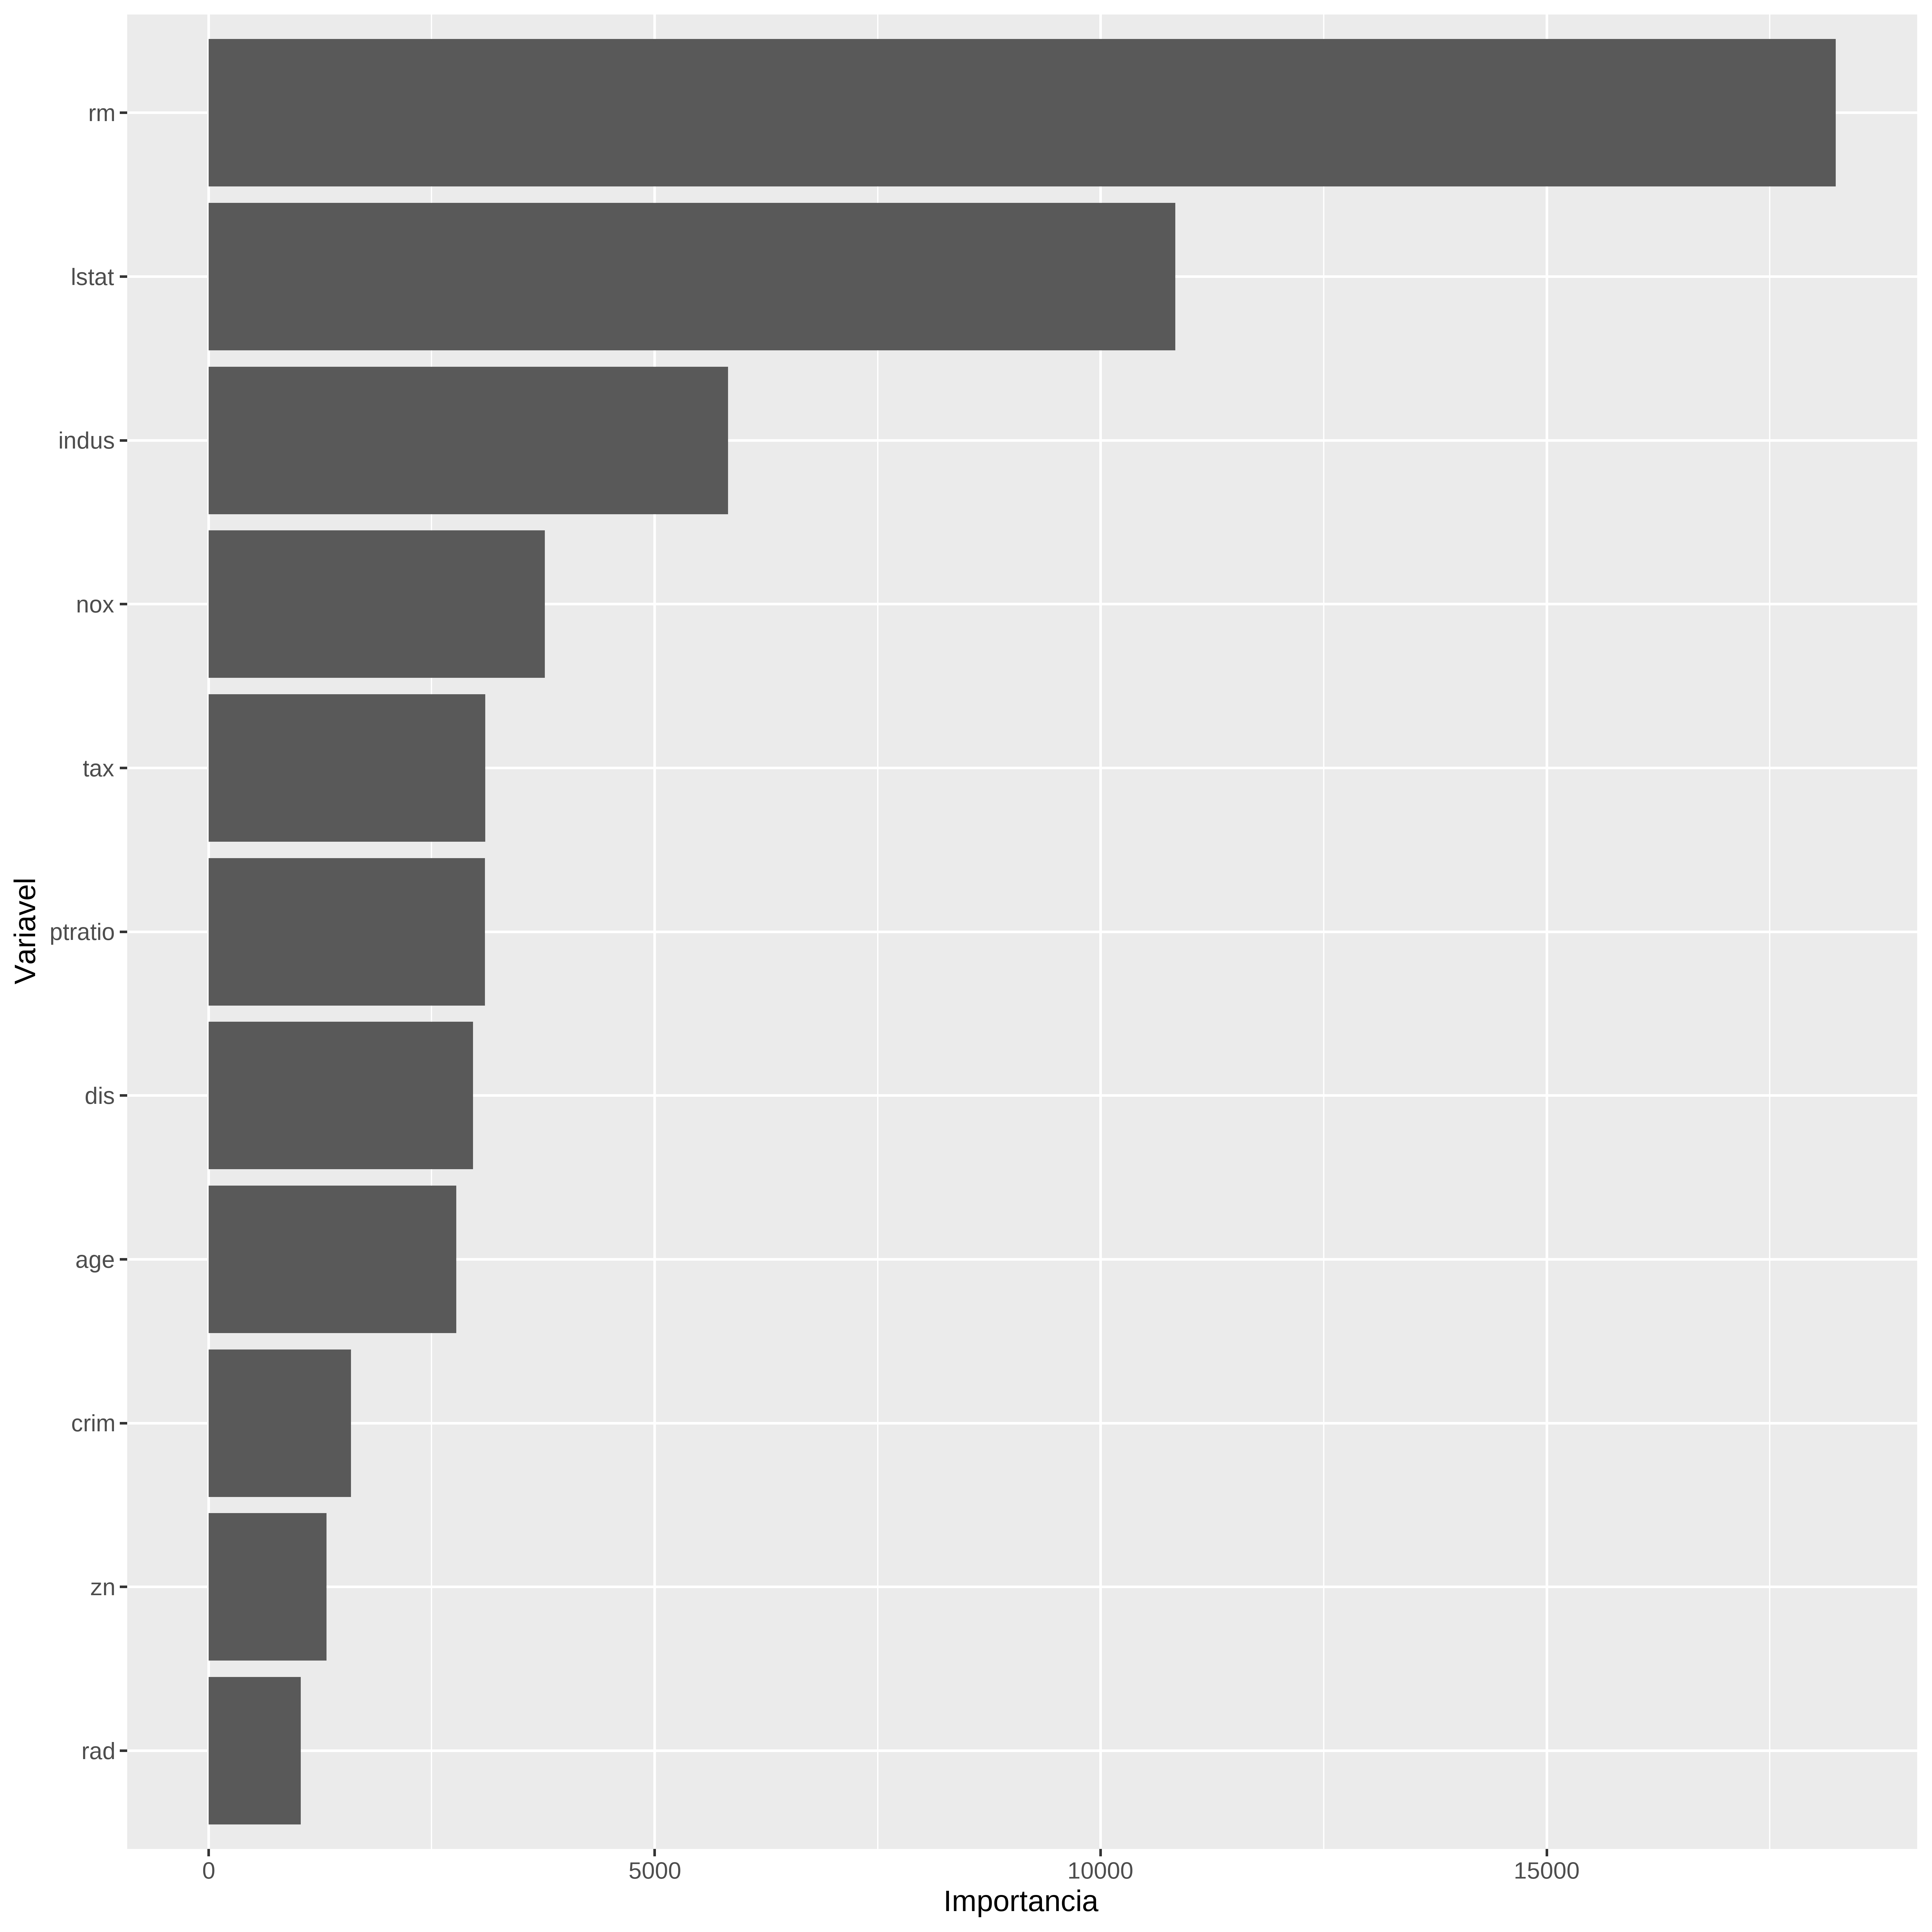 rm
lstat
indus
nox
tax
ptratio
dis
age
crim
zn
rad
Variavel
0 5000 10000 15000
Importancia